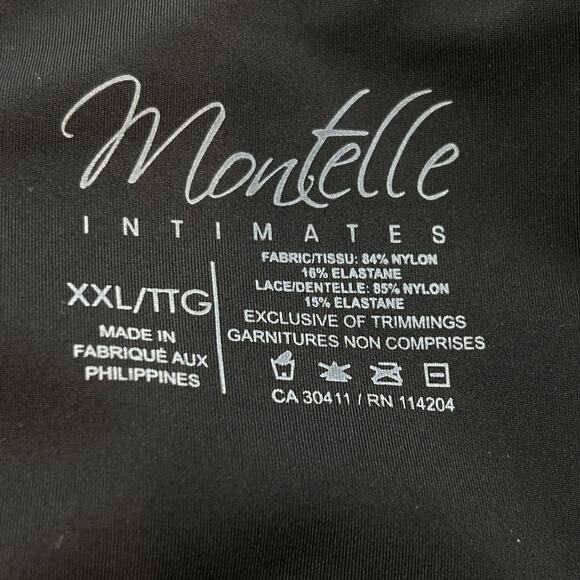 Montelle
INTIMATES
XXL/TTG
MADE IN
FABRIQUÉ AUX
PHILIPPINES
FABRIC/TISSU: 84% NYLON
16% ELASTANE
LACE/DENTELLE: 85% NYLON
15% ELASTANE
EXCLUSIVE OF TRIMMINGS
GARNITURES NON COMPRISES
CA 30411 / RN 114204